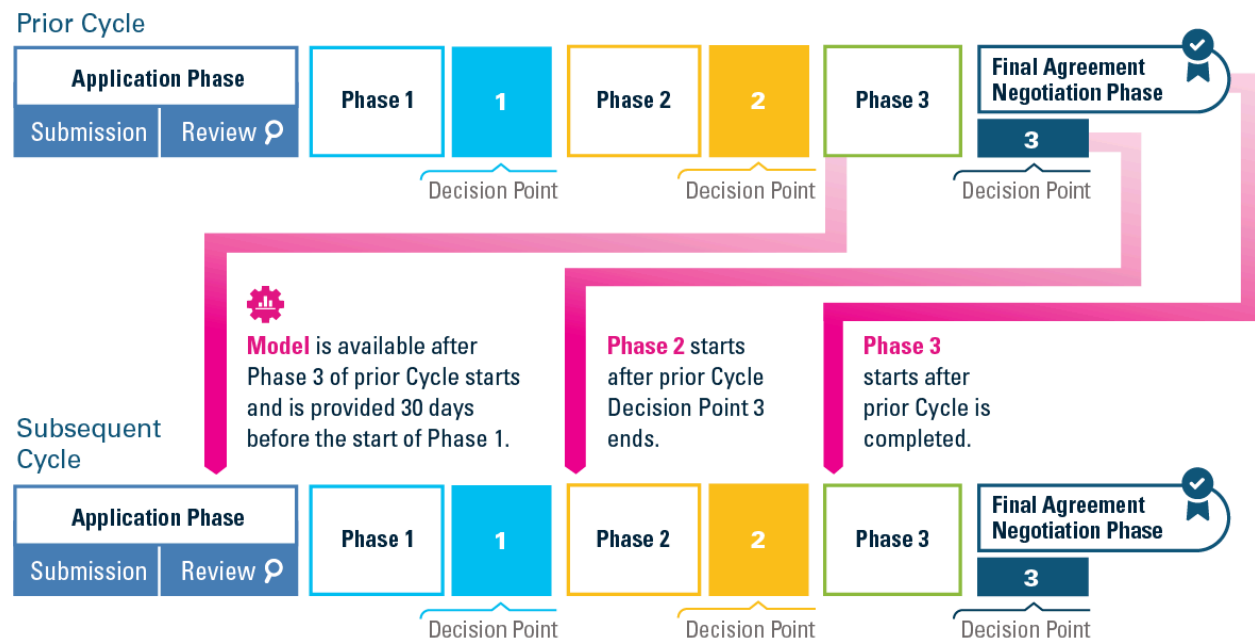 Prior Cycle
Application Phase
Submission
Review
Phase 1
1
Decision Point
Phase 2
2
Decision Point
Phase 3
Final Agreement
Negotiation Phase
3
Decision Point
Model is available after
Phase 3 of prior Cycle starts
and is provided 30 days
before the start of Phase 1.
Phase 2 starts
after prior Cycle
Decision Point 3
ends.
Phase 3
starts after
prior Cycle is
completed.
Subsequent
Cycle
Application Phase
Submission
Review
Phase 1
1
Decision Point
Phase 2
2
Decision Point
Phase 3
Final Agreement
Negotiation Phase
3
Decision Point